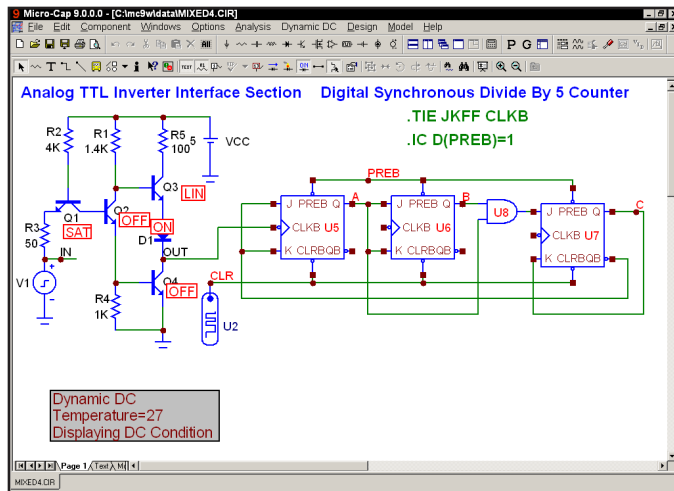 9 Micro-Cap 9.0.0.0 - [C:\mc9w\data\MIXED4.CIR]
File Edit Component Windows Options Analysis Dynamic DC Design Model Help
ALL P G
T TEXT ON
Analog TTL Inverter Interface Section Digital Synchronous Divide By 5 Counter
.TIE JKFF CLKB
.IC D(PREB)=1
R2
4K
R1
1.4K
R5
100
5
VCC
Q3
LIN
Q1
SAT
Q2
OFF
ON
D1
R3
50
IN
OUT
V1
Q4
OFF
R4
1K
CLR
U2
PREB
A
B
C
J PREB Q
CLKB U5
K CLRBQB
J PREB Q
CLKB U6
K CLRBQB
U8
J PREB Q
CLKB U7
K CLRBQB
Dynamic DC
Temperature=27
Displaying DC Condition
Page 1 Text
MIXED4.CIR